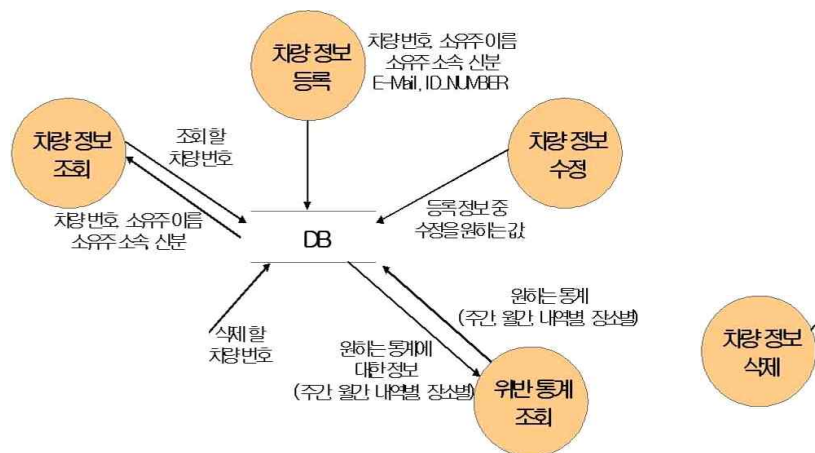 차량 정보
등록
차량 번호, 소유주 이름
소유주 소속, 신분
E-Mail, ID_NUMBER
차량 정보
조회
조회 할
차량 번호
차량 정보
수정
차량 번호, 소유주 이름
소유주 소속, 신분
등록 정보 중
수정을 원하는 값
DB
삭제 할
차량 번호
원하는 통계
(주간, 월간, 내역별, 장소별)
원하는 통계에
대한 정보
(주간, 월간, 내역별, 장소별)
위반 통계
조회
차량 정보
삭제